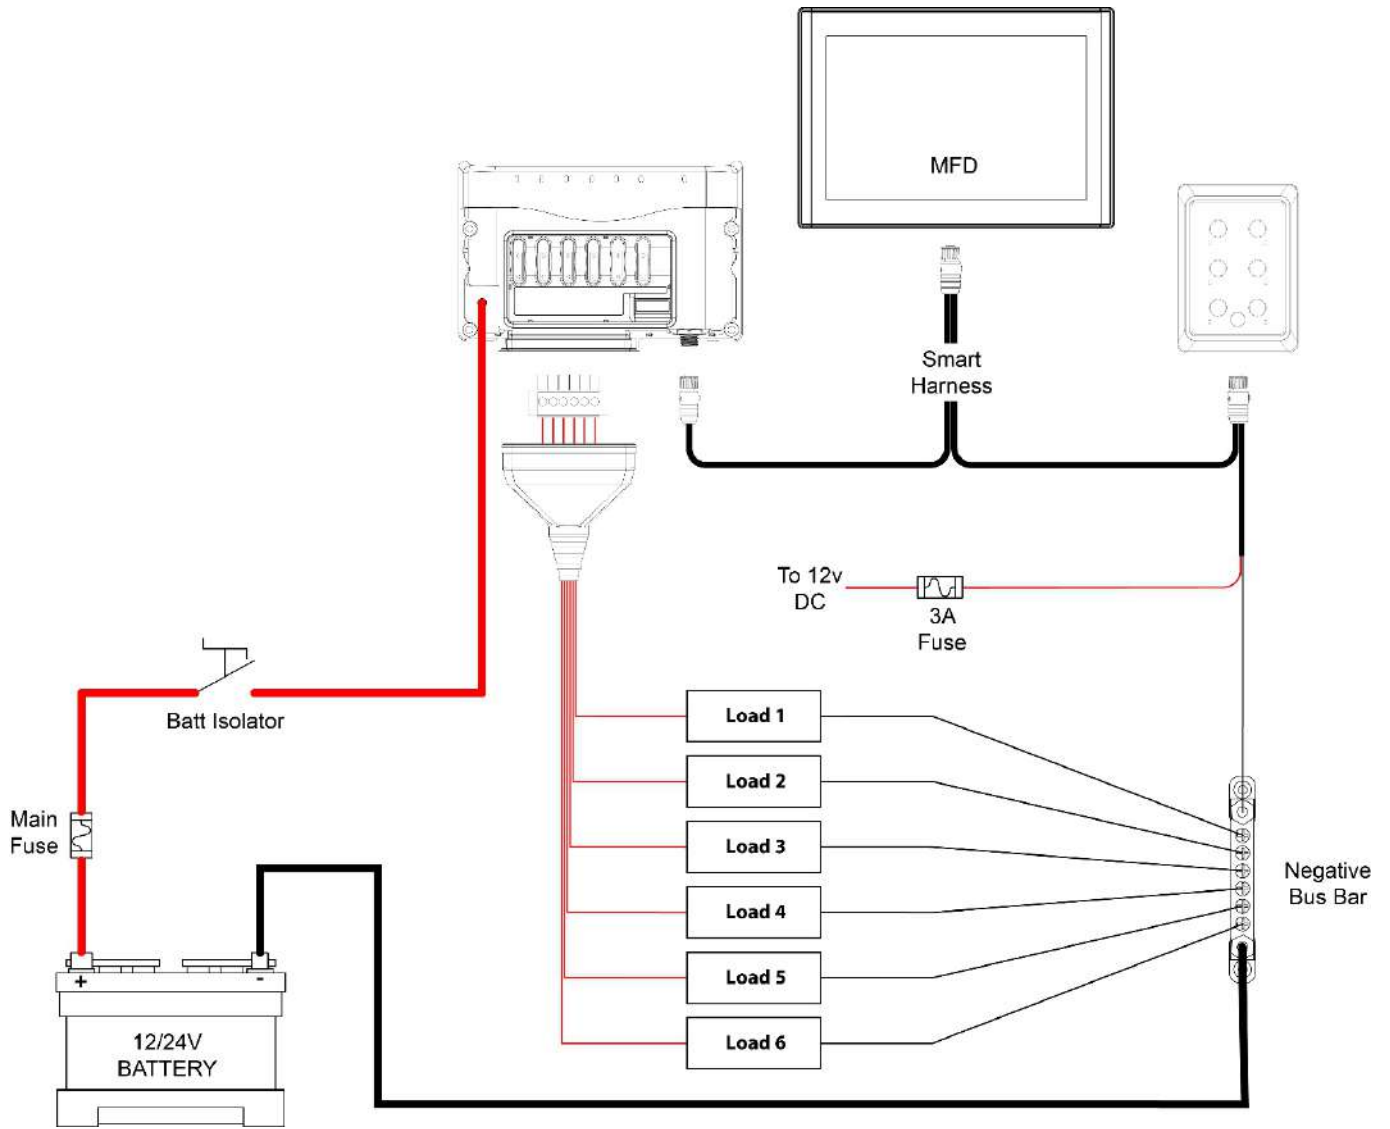 MFD
Smart
Harness
To 12v
DC
3A
Fuse
Batt Isolator
Load 1
Load 2
Load 3
Load 4
Load 5
Load 6
Main
Fuse
Negative
Bus Bar
+
-
12/24V
BATTERY